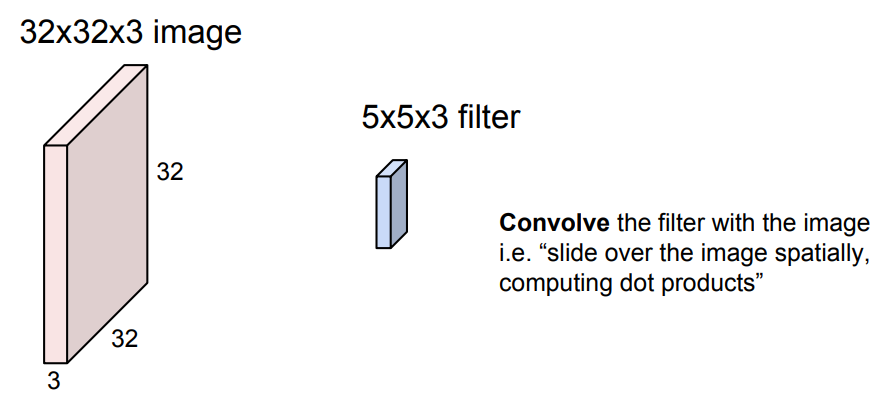 32x32x3 image
5x5x3 filter
32
Convolve the filter with the image
i.e. “slide over the image spatially,
computing dot products”
32
3